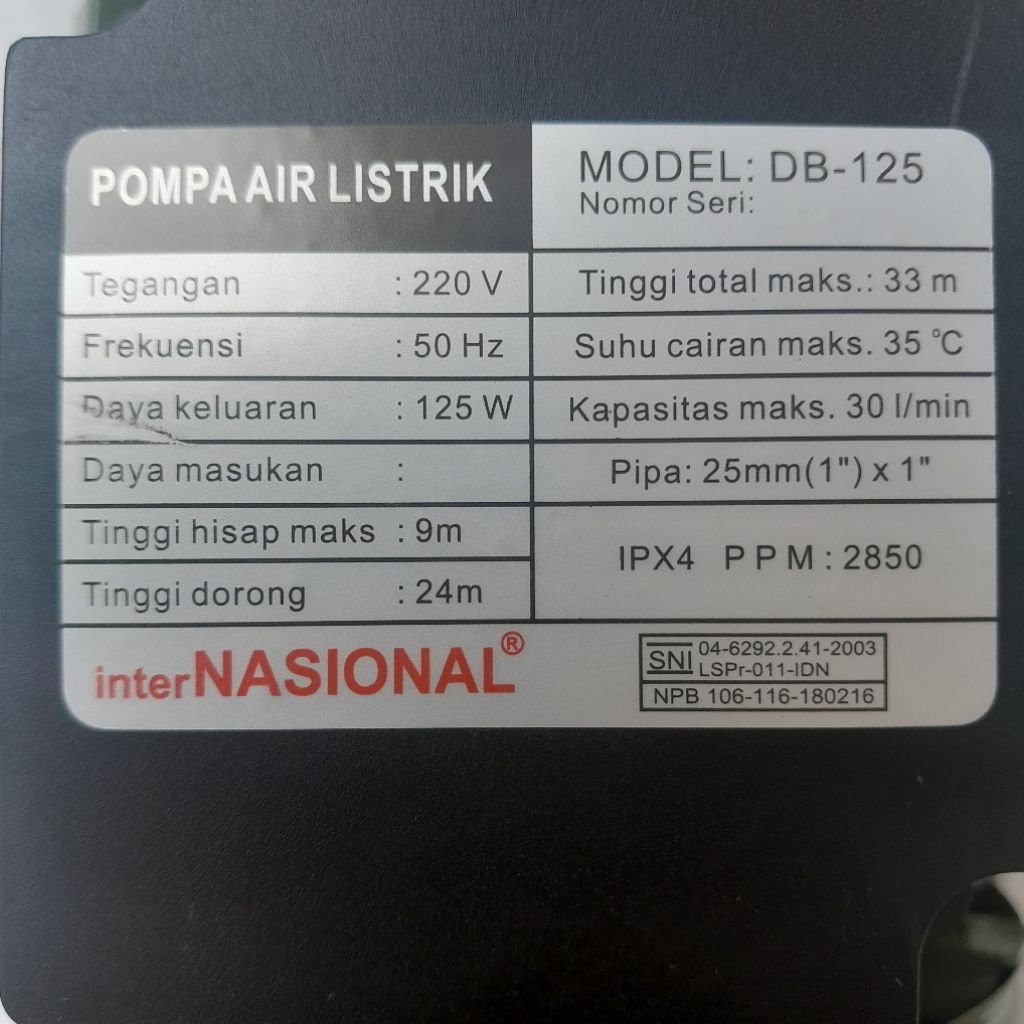 POMPA AIR LISTRIK
MODEL: DB-125
Nomor Seri:
Tegangan : 220 V
Frekuensi : 50 Hz
Daya keluaran : 125 W
Daya masukan :
Tinggi hisap maks : 9m
Tinggi dorong : 24m
Tinggi total maks.: 33 m
Suhu cairan maks. 35 °C
Kapasitas maks. 30 l/min
Pipa: 25mm(1") x 1"
IPX4 P P M : 2850
interNASIONAL®
SNI 04-6292.2.41-2003
LSPr-011-IDN
NPB 106-116-180216